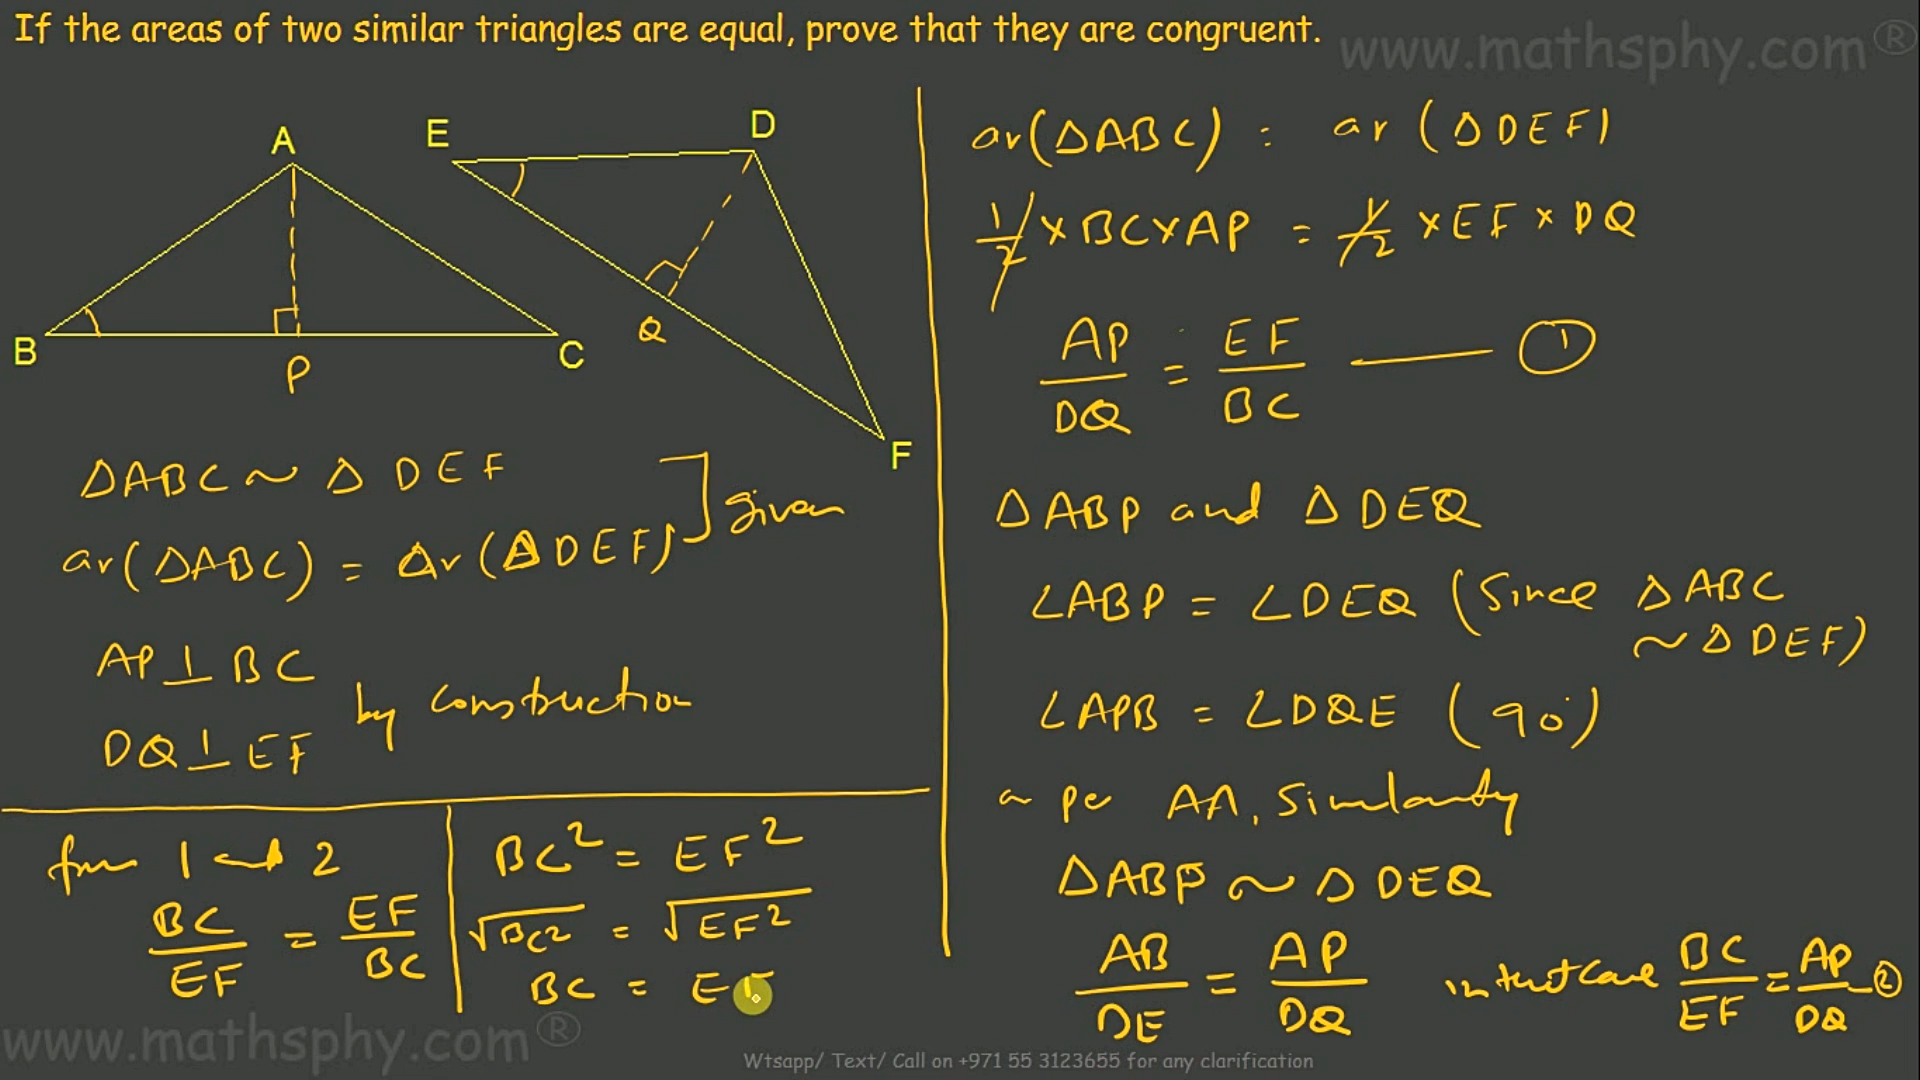 If the areas of two similar triangles are equal, prove that they are congruent.
www.mathsphy.com®
A
E
D
B
P
C
Q
F
ΔABC ~ Δ DEF
ar(ΔABC) = ar(ΔDEF)] given
AP ⊥ BC
DQ ⊥ EF
by construction
from 1 and 2
BC/EF = EF/BC
BC² = EF²
√BC² = √EF²
BC = EF
ar(ΔABC) = ar(ΔDEF)
1/2 × BC × AP = 1/2 × EF × DQ
AP/DQ = EF/BC —— ①
ΔABP and ΔDEQ
∠ABP = ∠DEQ (Since ΔABC
~ Δ DEF)
∠APB = ∠DQE (90°)
per AA, Similarity
ΔABP ~ Δ DEQ
AB/DE = AP/DQ in that case BC/EF = AP/DQ — ②
www.mathsphy.com®
Wtsapp/ Text/ Call on +971 55 3123655 for any clarification